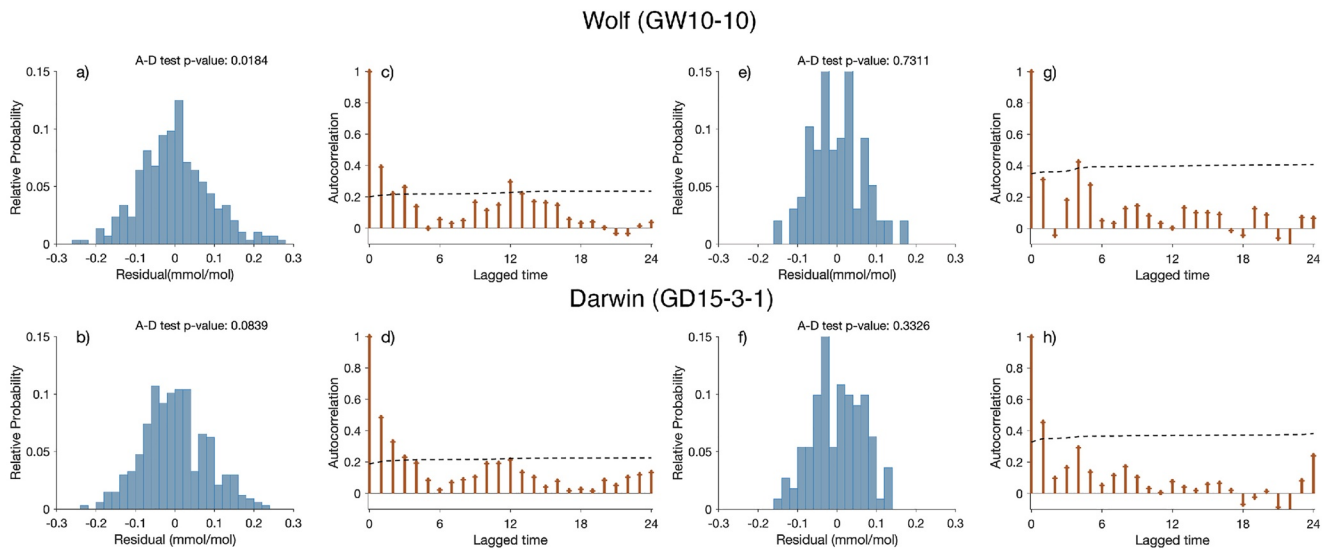 Wolf (GW10-10)
a)
A-D test p-value: 0.0184
Relative Probability
0.15
0.1
0.05
0
-0.3 -0.2 -0.1 0 0.1 0.2 0.3
Residual(mmol/mol)
c)
Autocorrelation
1
0.8
0.6
0.4
0.2
0
0 6 12 18 24
Lagged time
e)
A-D test p-value: 0.7311
Relative Probability
0.15
0.1
0.05
0
-0.3 -0.2 -0.1 0 0.1 0.2 0.3
Residual(mmol/mol)
g)
Autocorrelation
1
0.8
0.6
0.4
0.2
0
0 6 12 18 24
Lagged time
Darwin (GD15-3-1)
b)
A-D test p-value: 0.0839
Relative Probability
0.15
0.1
0.05
0
-0.3 -0.2 -0.1 0 0.1 0.2 0.3
Residual (mmol/mol)
d)
Autocorrelation
1
0.8
0.6
0.4
0.2
0
0 6 12 18 24
Lagged time
f)
A-D test p-value: 0.3326
Relative Probability
0.15
0.1
0.05
0
-0.3 -0.2 -0.1 0 0.1 0.2 0.3
Residual (mmol/mol)
h)
Autocorrelation
1
0.8
0.6
0.4
0.2
0
0 6 12 18 24
Lagged time